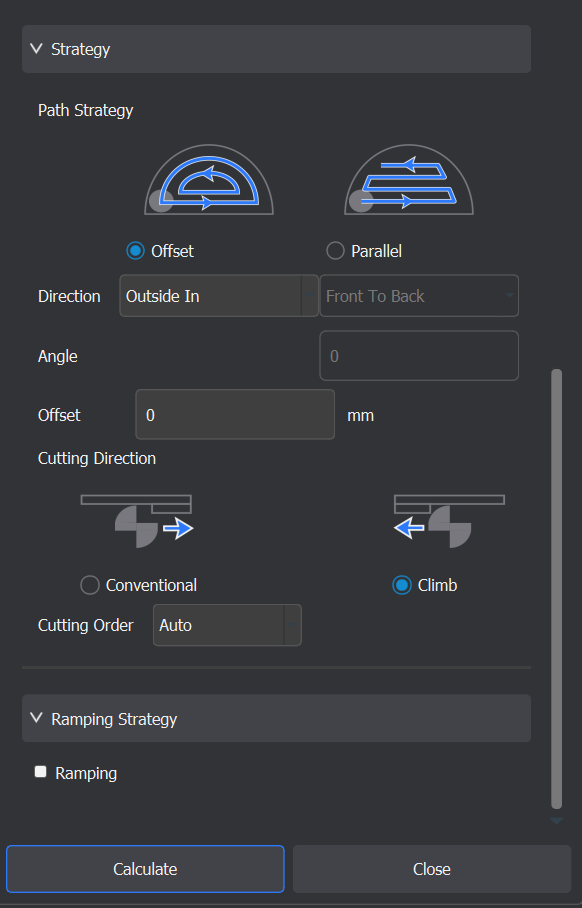 Strategy
Path Strategy
Offset Parallel
Direction Outside In Front To Back
Angle 0
Offset 0 mm
Cutting Direction
Conventional Climb
Cutting Order Auto
Ramping Strategy
Ramping
Calculate Close